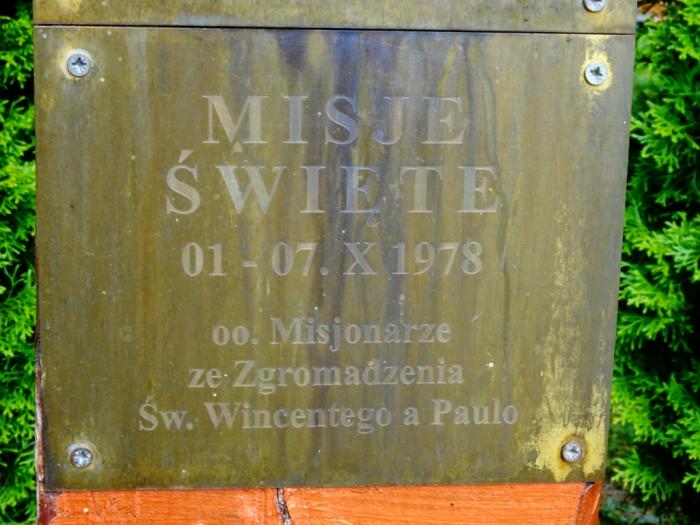 MISJE
ŚWIĘTE
01 - 07. X 1978
oo. Misjonarze
ze Zgromadzenia
Św. Wincentego a Paulo